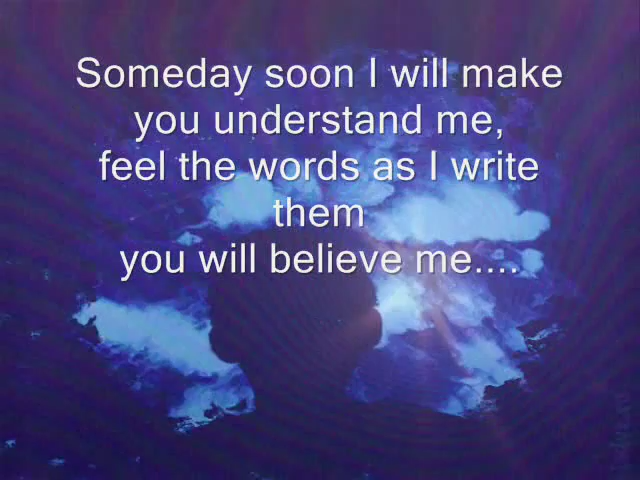 Someday soon I will make
you understand me,
feel the words as I write
them
you will believe me....